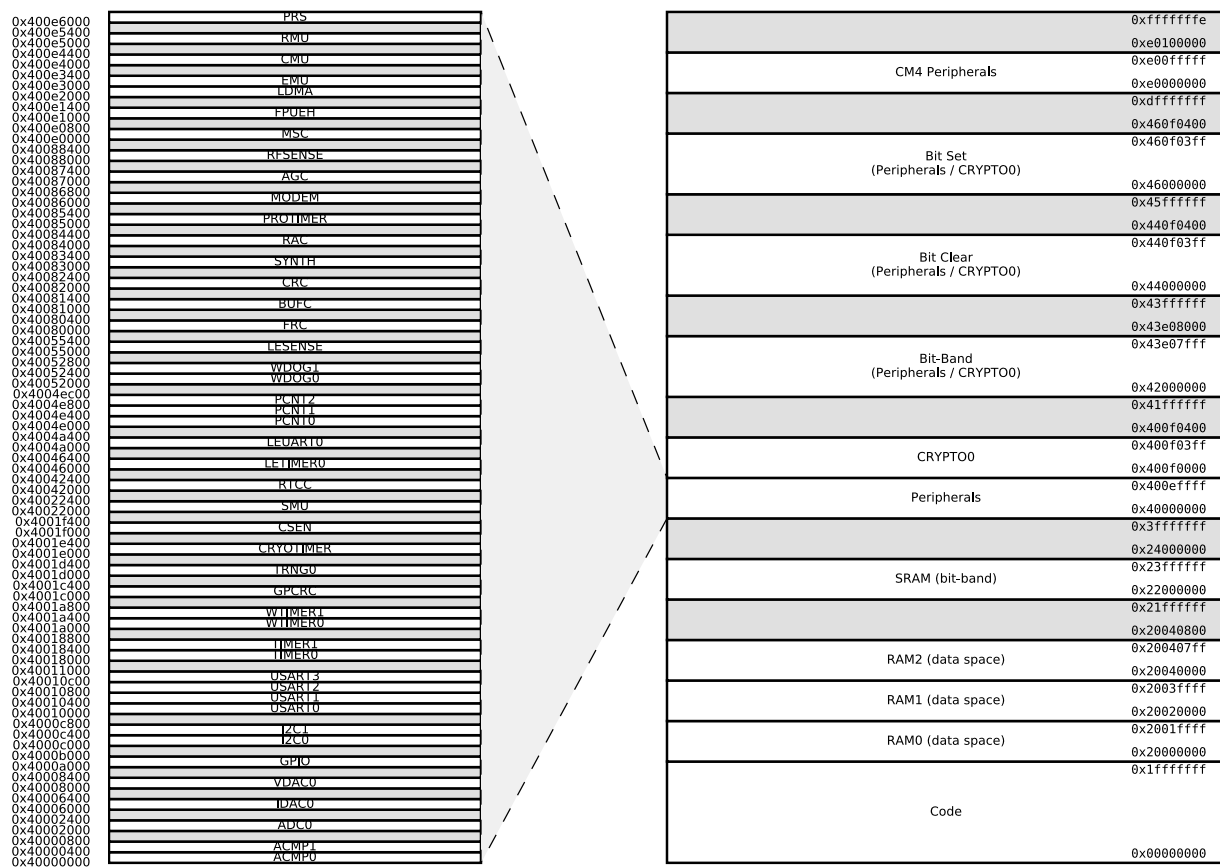 0x400e6000
0x400e5400
0x400e5000
0x400e4400
0x400e4000
0x400e3400
0x400e3000
0x400e2000
0x400e1400
0x400e1000
0x400e0800
0x400e0000
0x40088400
0x40088000
0x40087400
0x40087000
0x40086800
0x40086000
0x40085400
0x40085000
0x40084400
0x40084000
0x40083400
0x40083000
0x40082400
0x40082000
0x40081400
0x40081000
0x40080400
0x40080000
0x40055400
0x40055000
0x40052800
0x40052400
0x40052000
0x4004ec00
0x4004e800
0x4004e400
0x4004e000
0x4004a400
0x4004a000
0x40046400
0x40046000
0x40042400
0x40042000
0x40022400
0x40022000
0x4001f400
0x4001f000
0x4001e400
0x4001e000
0x4001d400
0x4001d000
0x4001c400
0x4001c000
0x4001a800
0x4001a400
0x4001a000
0x40018800
0x40018400
0x40018000
0x40011000
0x40010c00
0x40010800
0x40010400
0x40010000
0x4000c800
0x4000c400
0x4000c000
0x4000b000
0x4000a000
0x40008400
0x40008000
0x40006400
0x40006000
0x40002400
0x40002000
0x40000800
0x40000400
0x40000000
PRS
RMU
CMU
EMU
LDMA
FPUEH
MSC
RFSENSE
AGC
MODEM
PROTIMER
RAC
SYNTH
CRC
BUFC
FRC
LESENSE
WDOG1
WDOG0
PCNT2
PCNT1
PCNT0
LEUART0
LETIMER0
RTCC
SMU
CSEN
CRYOTIMER
TRNG0
GPCRC
WTIMER1
WTIMER0
TIMER1
TIMER0
USART3
USART2
USART1
USART0
I2C1
I2C0
GPIO
VDAC0
IDAC0
ADC0
ACMP1
ACMP0
0xfffffffe
0xe0100000
0xe00fffff
CM4 Peripherals
0xe0000000
0xdfffffff
0x460f0400
0x460f03ff
Bit Set
(Peripherals / CRYPTO0)
0x46000000
0x45ffffff
0x440f0400
0x440f03ff
Bit Clear
(Peripherals / CRYPTO0)
0x44000000
0x43ffffff
0x43e08000
0x43e07fff
Bit-Band
(Peripherals / CRYPTO0)
0x42000000
0x41ffffff
0x400f0400
0x400f03ff
CRYPTO0
0x400f0000
0x400effff
Peripherals
0x40000000
0x3fffffff
0x24000000
0x23ffffff
SRAM (bit-band)
0x22000000
0x21ffffff
0x20040800
0x200407ff
RAM2 (data space)
0x20040000
0x2003ffff
RAM1 (data space)
0x20020000
0x2001ffff
RAM0 (data space)
0x20000000
0x1fffffff
Code
0x00000000